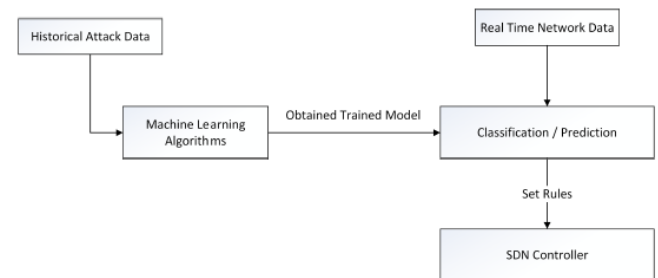 Historical Attack Data
Real Time Network Data
Machine Learning
Algorithms
Obtained Trained Model
Classification / Prediction
Set Rules
SDN Controller